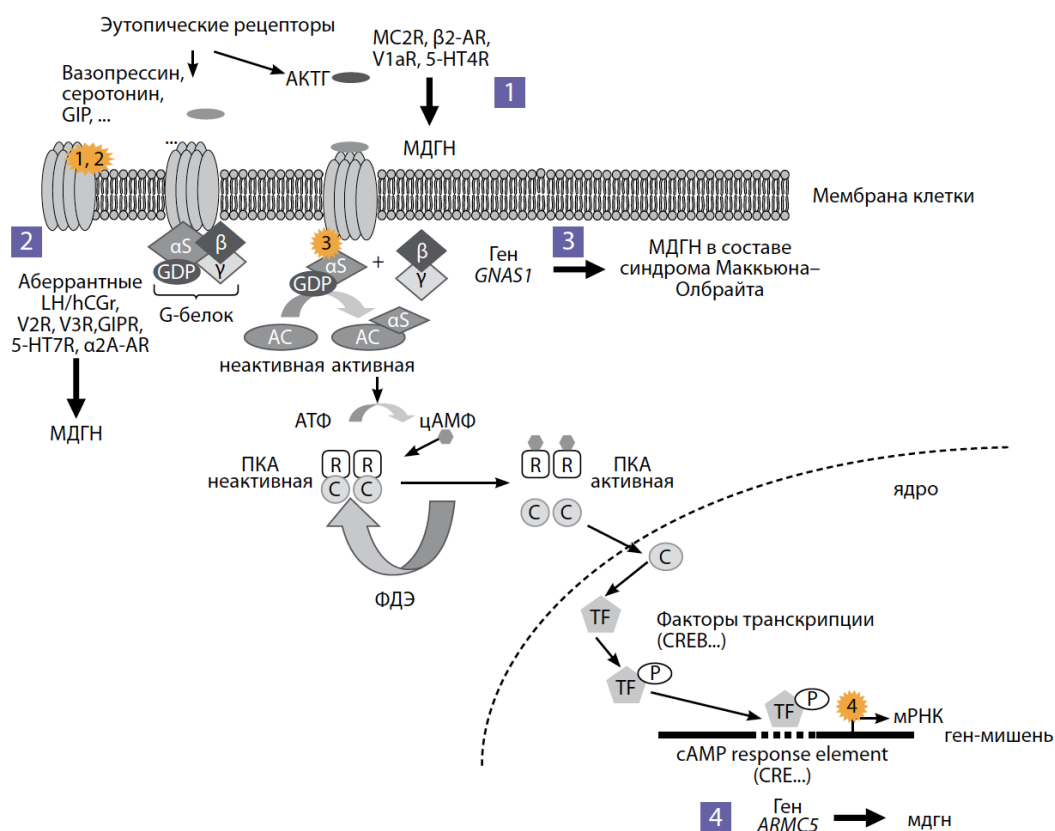 Эутопические рецепторы
Вазопрессин,
серотонин,
GIP, ...
АКТГ
MC2R, β2-AR,
V1aR, 5-HT4R
1
...
МДГН
1, 2
Мембрана клетки
2
Аберрантные
LH/hCGr,
V2R, V3R,GIPR,
5-HT7R, α2A-AR
МДГН
αS
β
GDP
γ
G-белок
3
αS
GDP
+
β
γ
Ген
GNAS1
3
МДГН в составе
синдрома Маккьюна–
Олбрайта
AC
AC
αS
неактивная
активная
АТФ
цАМФ
ПКА
неактивная
R R
C C
R R
C C
ПКА
активная
ФДЭ
ядро
C
TF
Факторы транскрипции
(CREB...)
TF
P
TF
P
4
мРНК
ген-мишень
cAMP response element
(CRE...)
4
Ген
ARMC5
мдгн